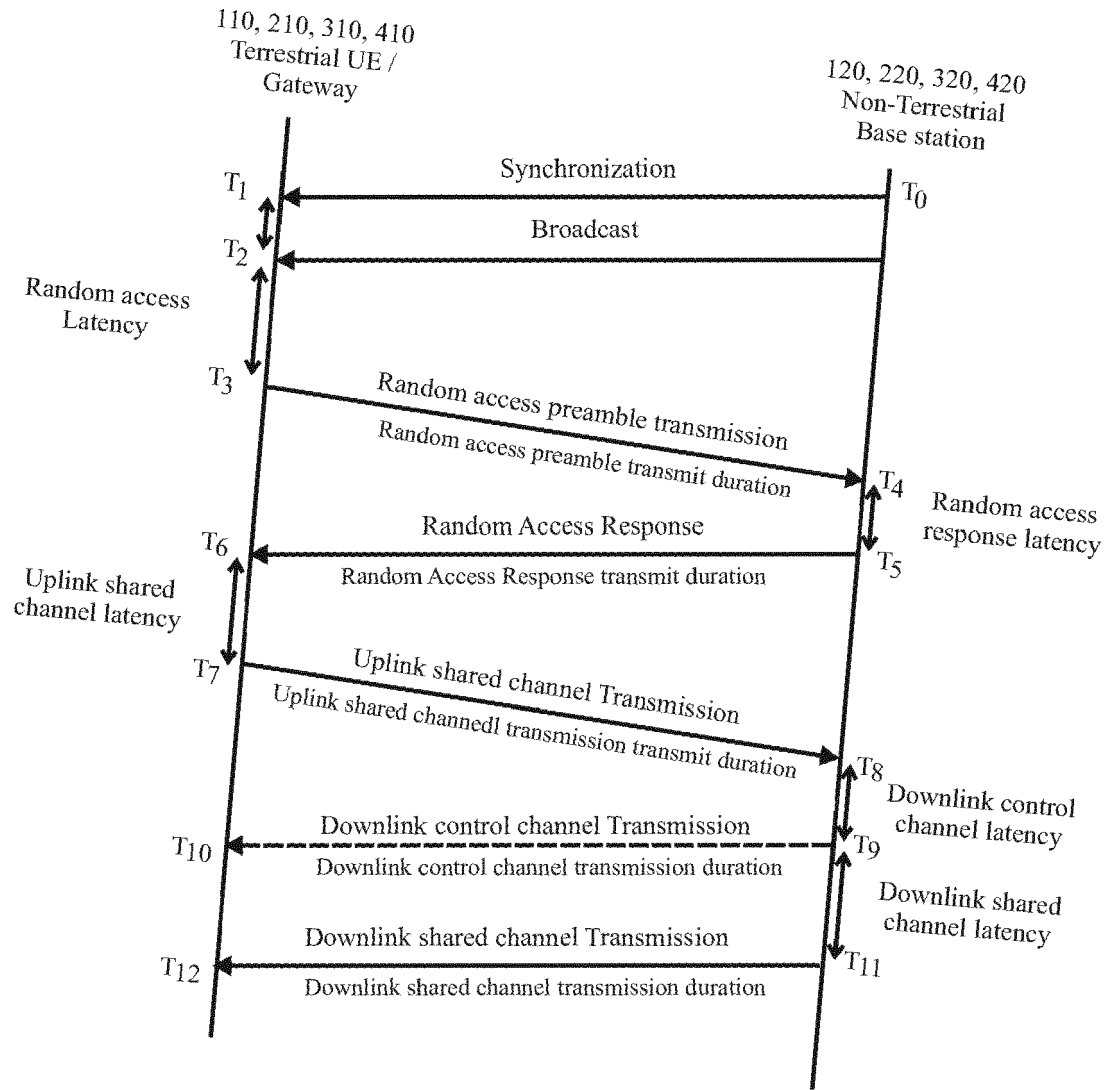 110, 210, 310, 410
Terrestrial UE /
Gateway
120, 220, 320, 420
Non-Terrestrial
Base station
Synchronization
T1
T0
Broadcast
T2
Random access
Latency
T3
Random access preamble transmission
Random access preamble transmit duration
T4
Random access
response latency
Random Access Response
T6
T5
Random Access Response transmit duration
Uplink shared
channel latency
T7
Uplink shared channel Transmission
Uplink shared channedl transmission transmit duration
T8
Downlink control
channel latency
Downlink control channel Transmission
T10
T9
Downlink control channel transmission duration
Downlink shared
channel latency
Downlink shared channel Transmission
T12
T11
Downlink shared channel transmission duration